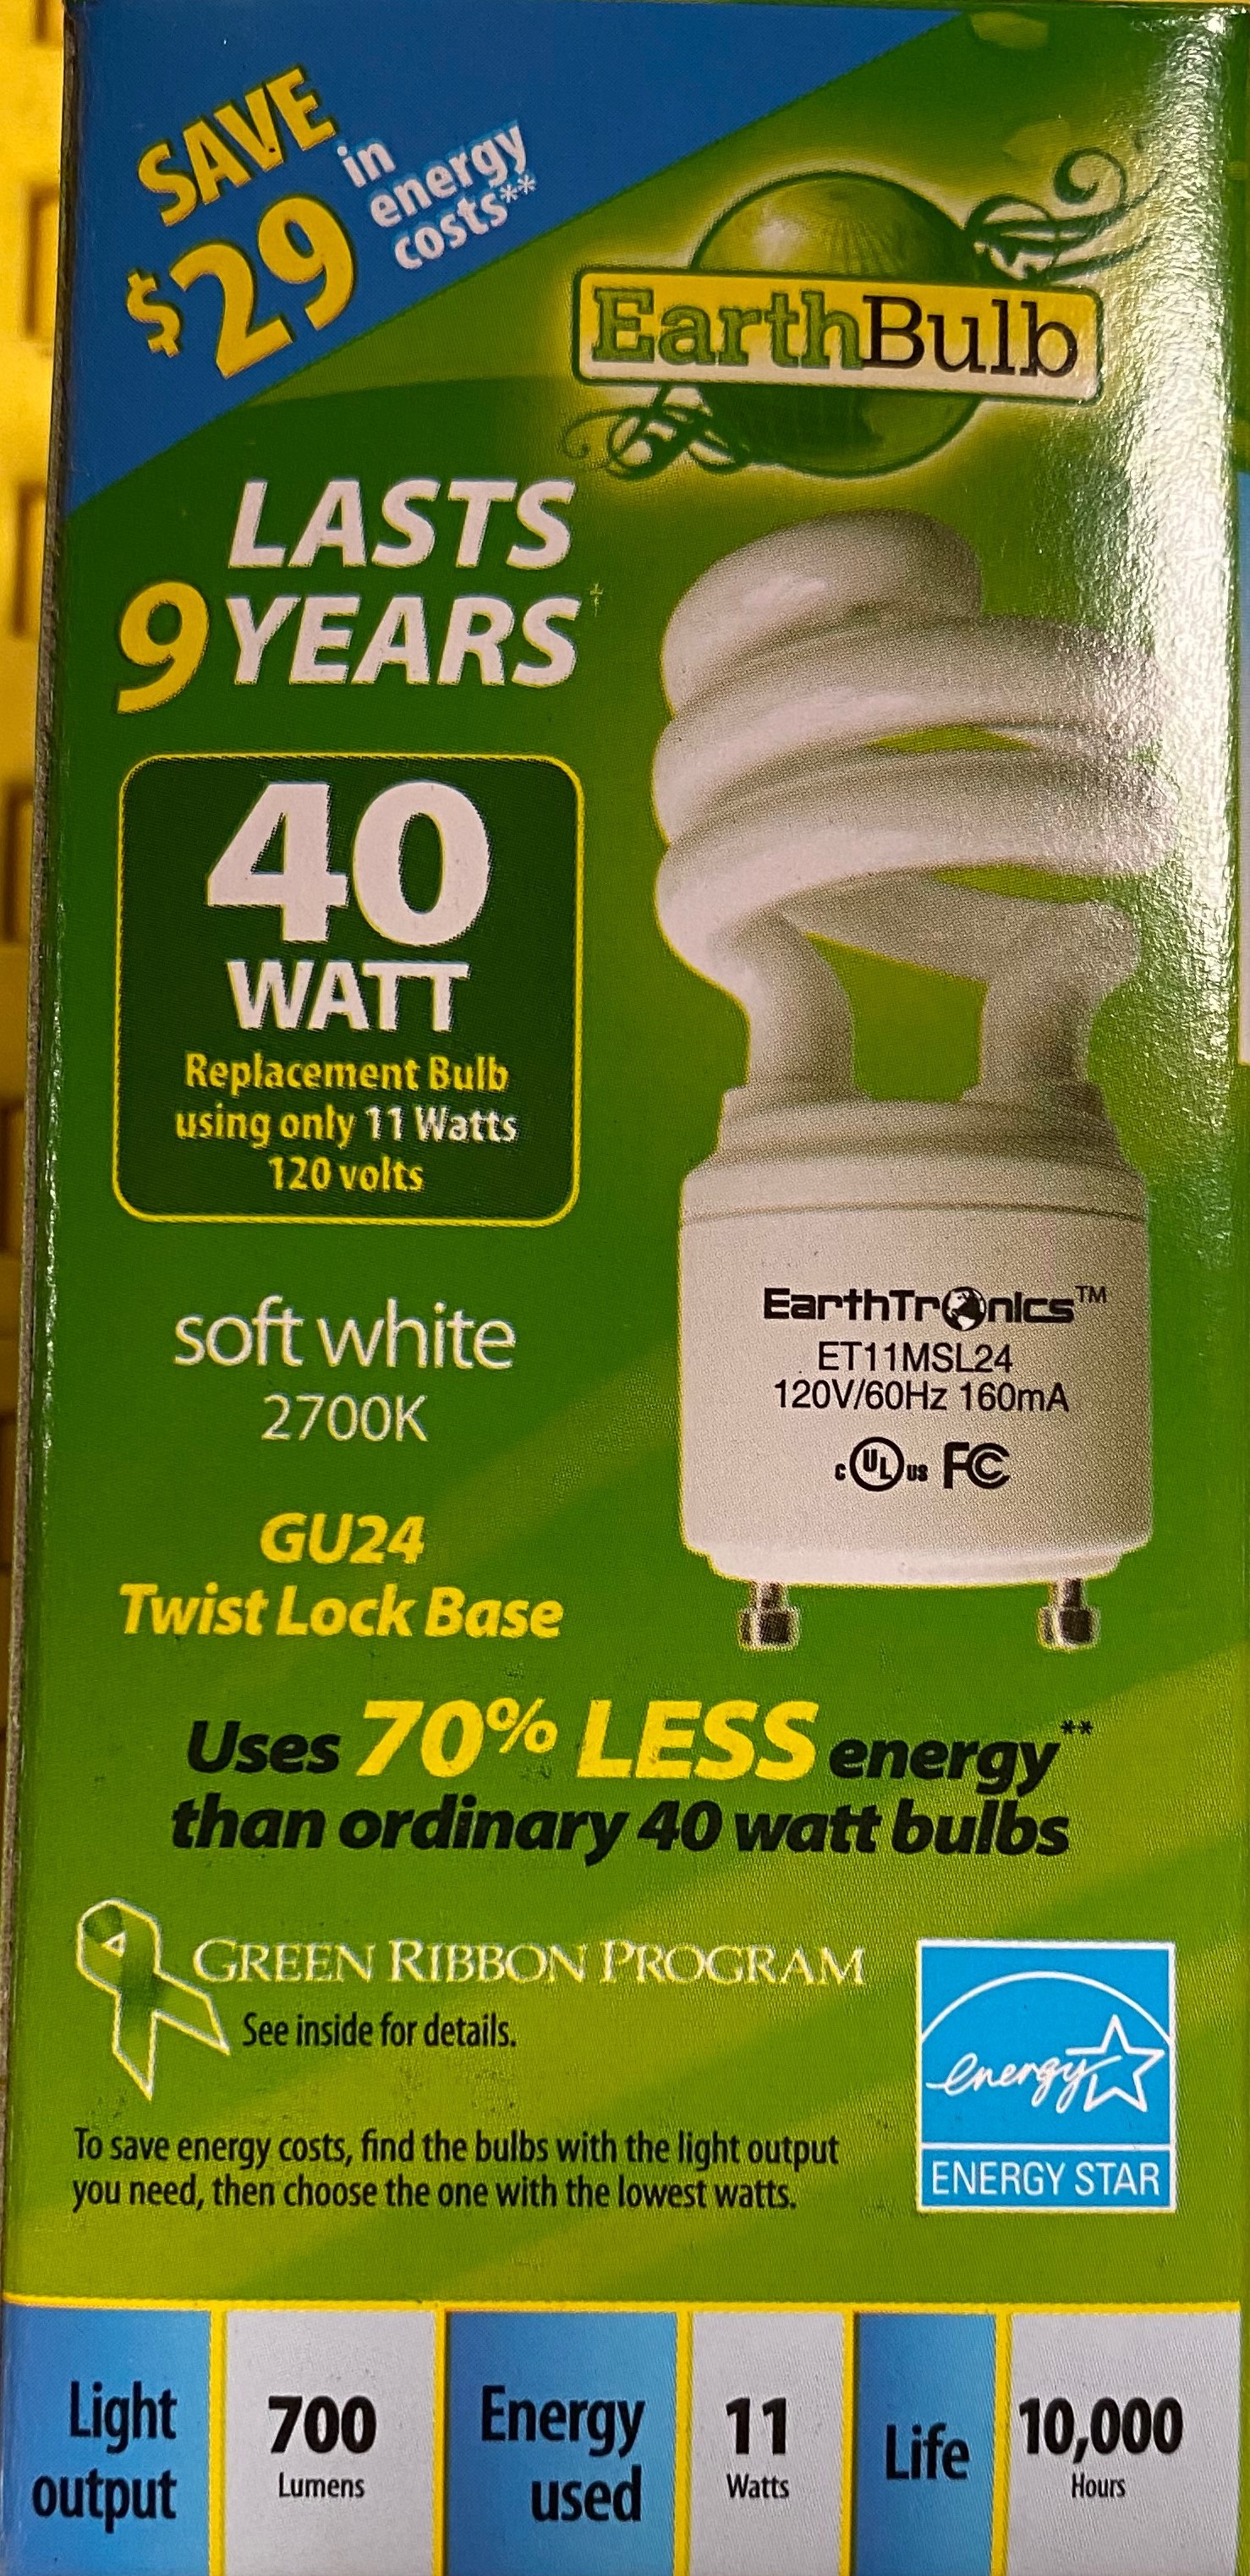 SAVE
$29
in
energy
costs**
EarthBulb
LASTS
9 YEARS†
40
WATT
Replacement Bulb
using only 11 Watts
120 volts
soft white
2700K
GU24
Twist Lock Base
EarthTronics™
ET11MSL24
120V/60Hz 160mA
c UL us FC
Uses 70% LESS energy**
than ordinary 40 watt bulbs
GREEN RIBBON PROGRAM
See inside for details.
To save energy costs, find the bulbs with the light output
you need, then choose the one with the lowest watts.
energy
ENERGY STAR
Light
output
700
Lumens
Energy
used
11
Watts
Life
10,000
Hours